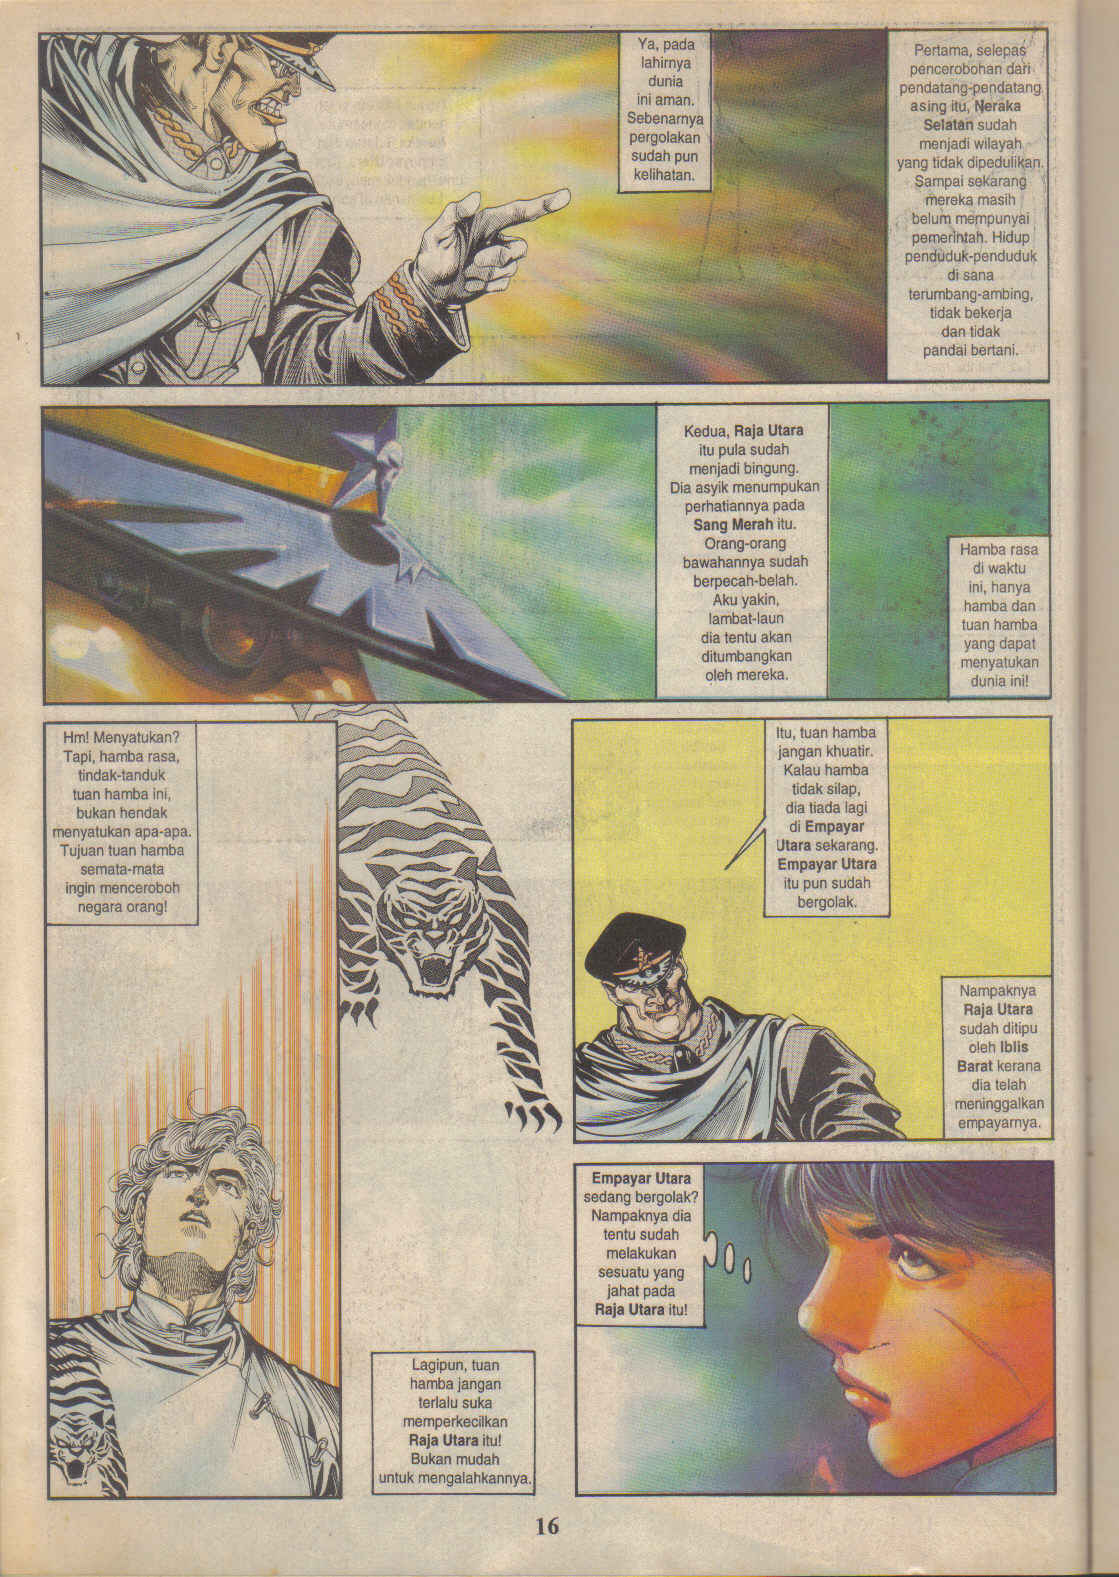 Ya, pada
lahirnya
dunia
ini aman.
Sebenarnya
pergolakan
sudah pun
kelihatan.
Pertama, selepas
pencerobohan dari
pendatang-pendatang
asing itu, Neraka
Selatan sudah
menjadi wilayah
yang tidak dipedulikan.
Sampai sekarang
mereka masih
belum mempunyai
pemerintah. Hidup
penduduk-penduduk
di sana
terumbang-ambing,
tidak bekerja
dan tidak
pandai bertani.
Kedua, Raja Utara
itu pula sudah
menjadi bingung.
Dia asyik menumpukan
perhatiannya pada
Sang Merah itu.
Orang-orang
bawahannya sudah
berpecah-belah.
Aku yakin,
lambat-laun
dia tentu akan
ditumbangkan
oleh mereka.
Hamba rasa
di waktu
ini, hanya
hamba dan
tuan hamba
yang dapat
menyatukan
dunia ini!
Hm! Menyatukan?
Tapi, hamba rasa,
tindak-tanduk
tuan hamba ini,
bukan hendak
menyatukan apa-apa.
Tujuan tuan hamba
semata-mata
ingin menceroboh
negara orang!
Lagipun, tuan
hamba jangan
terlalu suka
memperkecilkan
Raja Utara itu!
Bukan mudah
untuk mengalahkannya.
Itu, tuan hamba
jangan khuatir.
Kalau hamba
tidak silap,
dia tiada lagi
di Empayar
Utara sekarang.
Empayar Utara
itu pun sudah
bergolak.
Nampaknya
Raja Utara
sudah ditipu
oleh Iblis
Barat kerana
dia telah
meninggalkan
empayarnya.
Empayar Utara
sedang bergolak?
Nampaknya dia
tentu sudah
melakukan
sesuatu yang
jahat pada
Raja Utara itu!
16